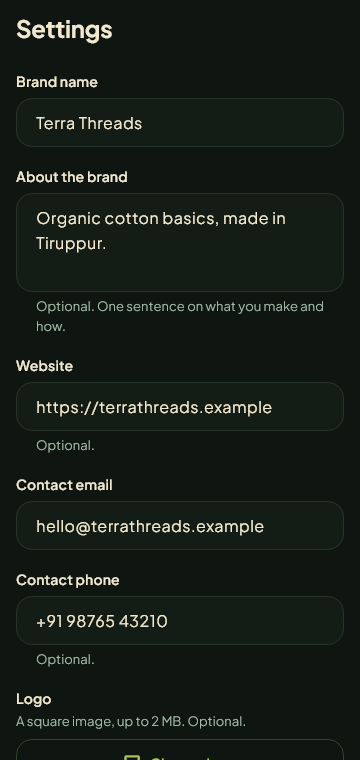 Settings
Brand name
Terra Threads
About the brand
Organic cotton basics, made in
Tiruppur.
Optional. One sentence on what you make and
how.
Website
https://terrathreads.example
Optional.
Contact email
hello@terrathreads.example
Contact phone
+91 98765 43210
Optional.
Logo
A square image, up to 2 MB. Optional.